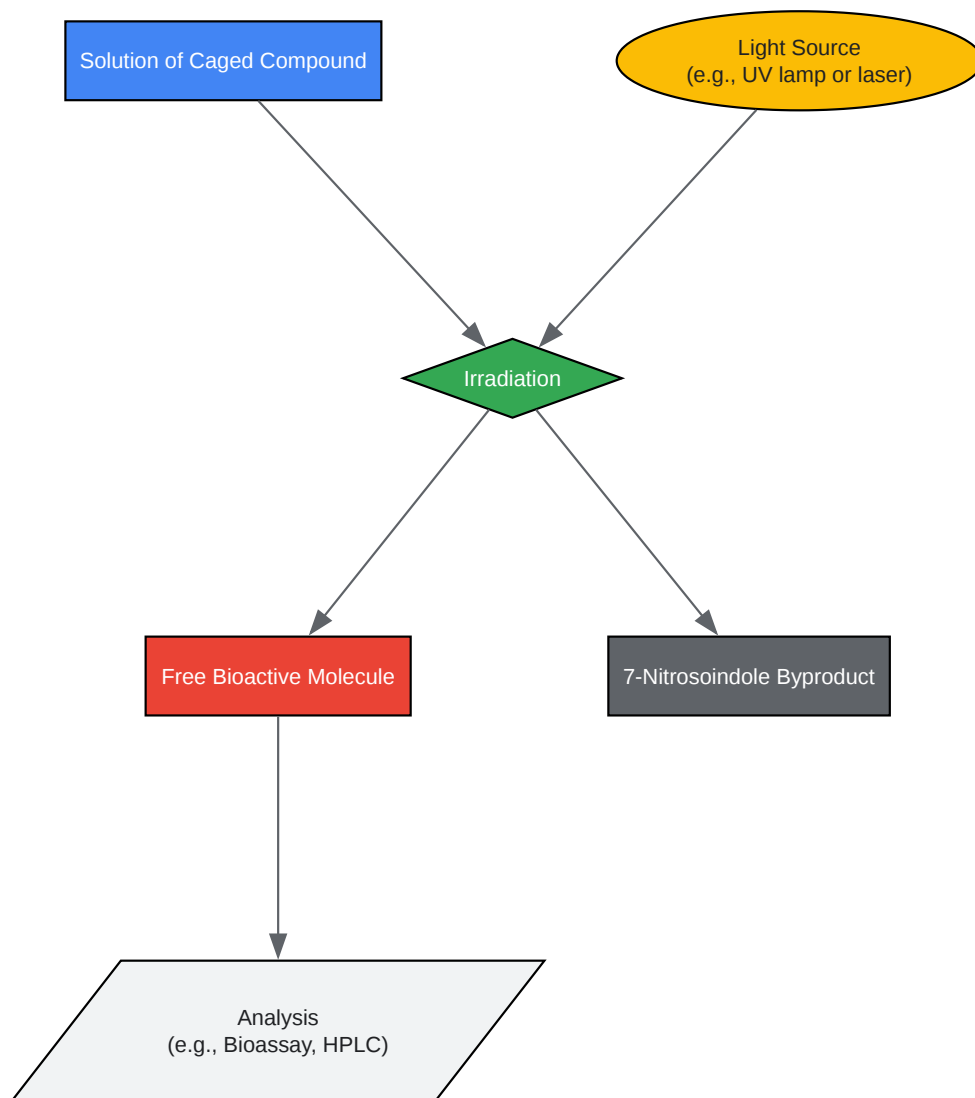 Solution of Caged Compound
Light Source
(e.g., UV lamp or laser)
Irradiation
Free Bioactive Molecule
7-Nitrosoindole Byproduct
Analysis
(e.g., Bioassay, HPLC)